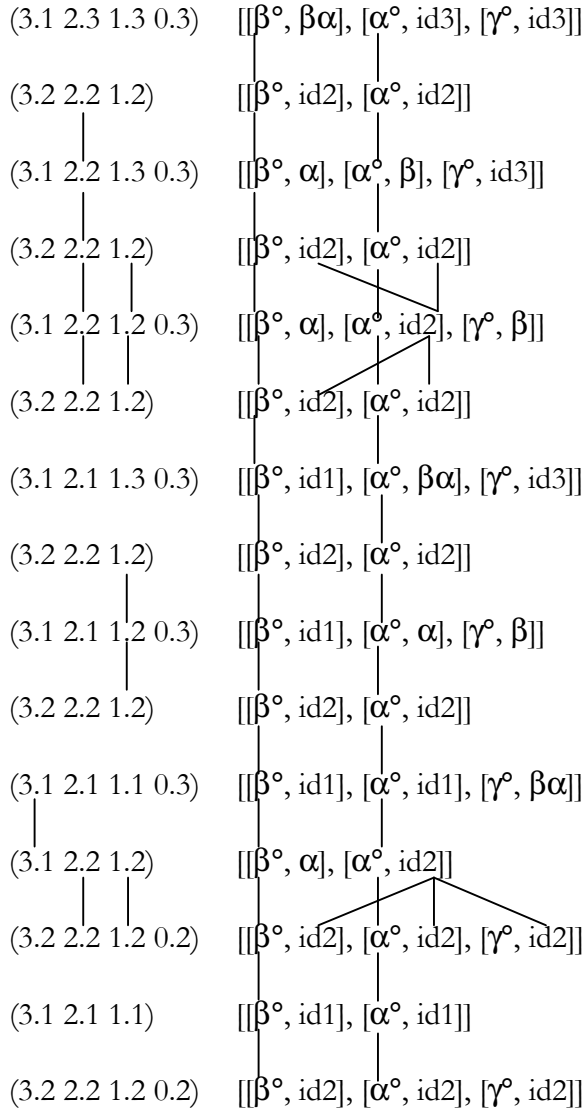 (3.1 2.3 1.3 0.3) [[β°, βα], [α°, id3], [γ°, id3]]
(3.2 2.2 1.2) [[β°, id2], [α°, id2]]
(3.1 2.2 1.3 0.3) [[β°, α], [α°, β], [γ°, id3]]
(3.2 2.2 1.2) [[β°, id2], [α°, id2]]
(3.1 2.2 1.2 0.3) [[β°, α], [α°, id2], [γ°, β]]
(3.2 2.2 1.2) [[β°, id2], [α°, id2]]
(3.1 2.1 1.3 0.3) [[β°, id1], [α°, βα], [γ°, id3]]
(3.2 2.2 1.2) [[β°, id2], [α°, id2]]
(3.1 2.1 1.2 0.3) [[β°, id1], [α°, α], [γ°, β]]
(3.2 2.2 1.2) [[β°, id2], [α°, id2]]
(3.1 2.1 1.1 0.3) [[β°, id1], [α°, id1], [γ°, βα]]
(3.1 2.2 1.2) [[β°, α], [α°, id2]]
(3.2 2.2 1.2 0.2) [[β°, id2], [α°, id2], [γ°, id2]]
(3.1 2.1 1.1) [[β°, id1], [α°, id1]]
(3.2 2.2 1.2 0.2) [[β°, id2], [α°, id2], [γ°, id2]]